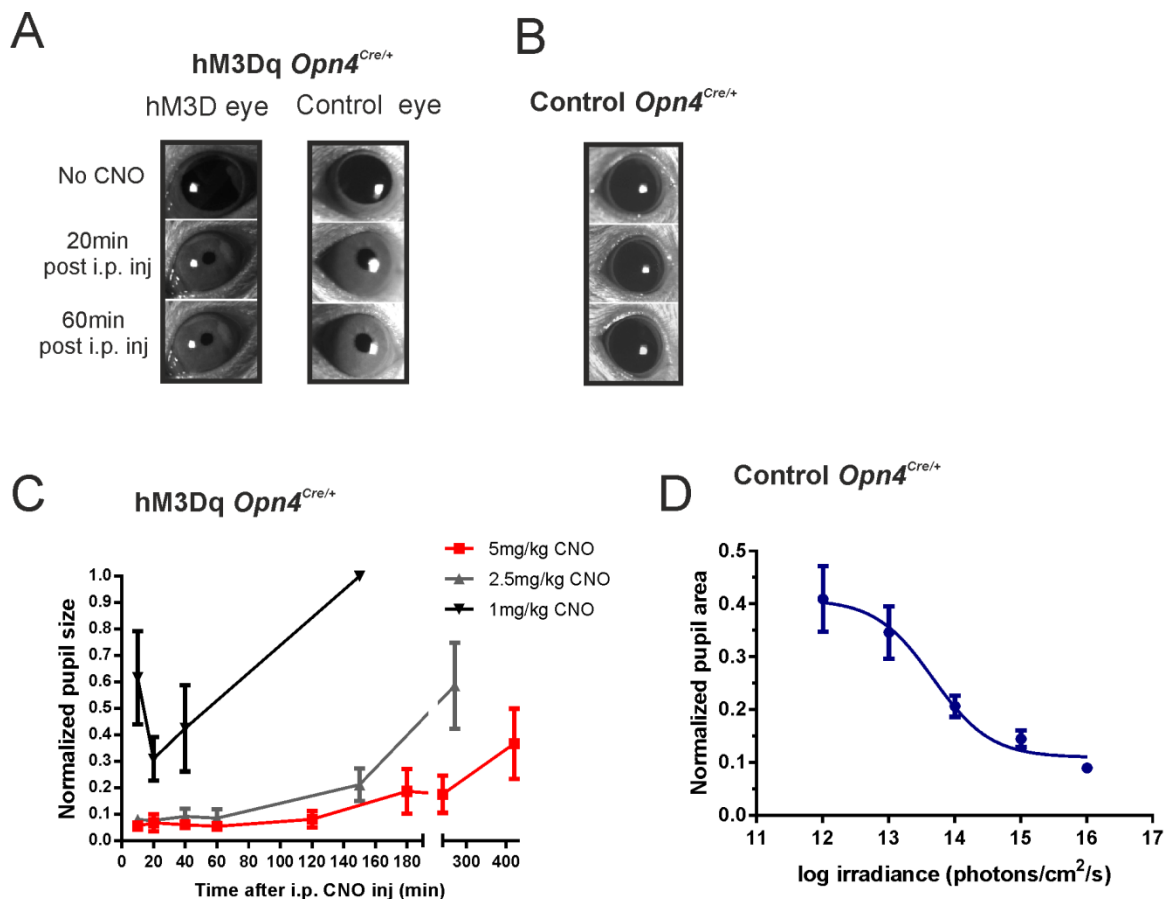 A
hM3Dq Opn4Cre/+
hM3D eye
Control eye
No CNO
20min
post i.p. inj
60min
post i.p. inj
B
Control Opn4Cre/+
C
hM3Dq Opn4Cre/+
5mg/kg CNO
2.5mg/kg CNO
1mg/kg CNO
Normalized pupil size
1.0
0.9
0.8
0.7
0.6
0.5
0.4
0.3
0.2
0.1
0.0
0 20 40 60 80 100 120 140 160 180 300 400
Time after i.p. CNO inj (min)
D
Control Opn4Cre/+
Normalized pupil area
0.5
0.4
0.3
0.2
0.1
0.0
11 12 13 14 15 16 17
log irradiance (photons/cm2/s)